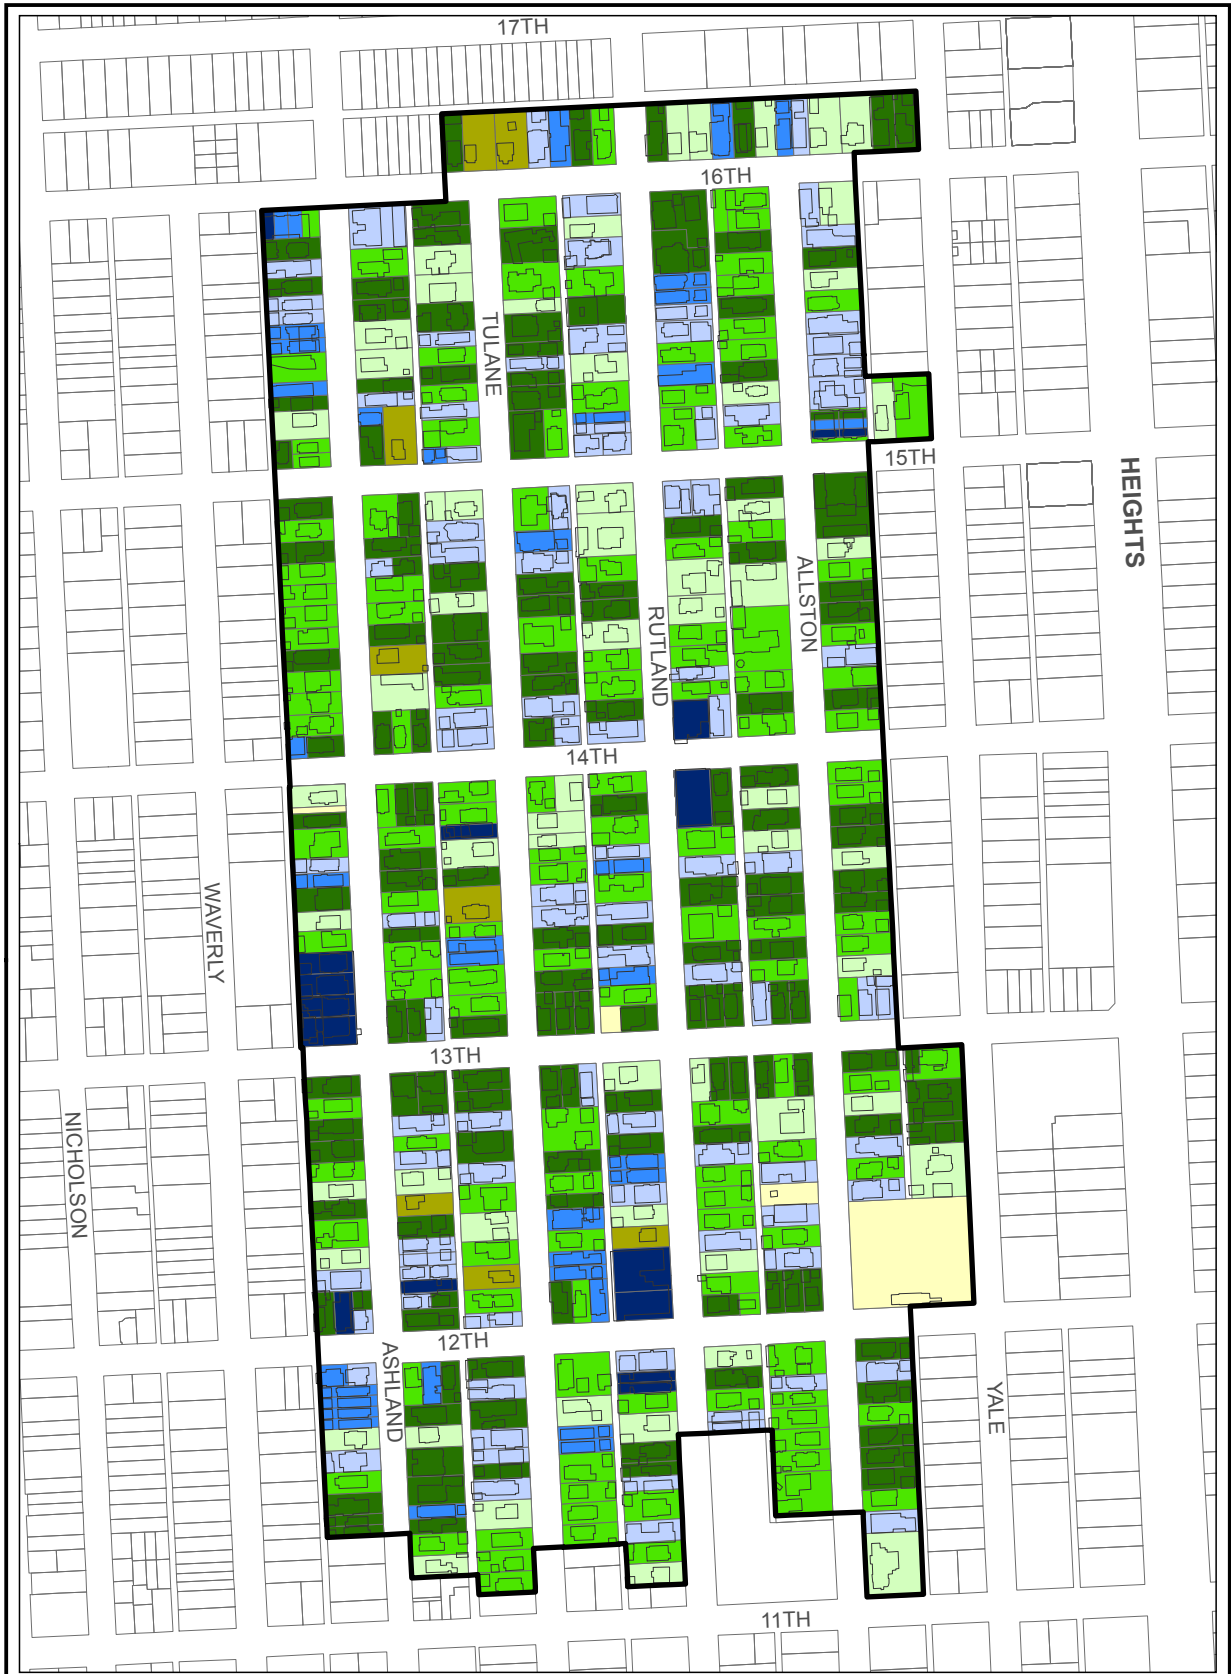 17TH
16TH
TULANE
15TH
HEIGHTS
ALLSTON
RUTLAND
14TH
WAVERLY
13TH
NICHOLSON
12TH
ASHLAND
YALE
11TH